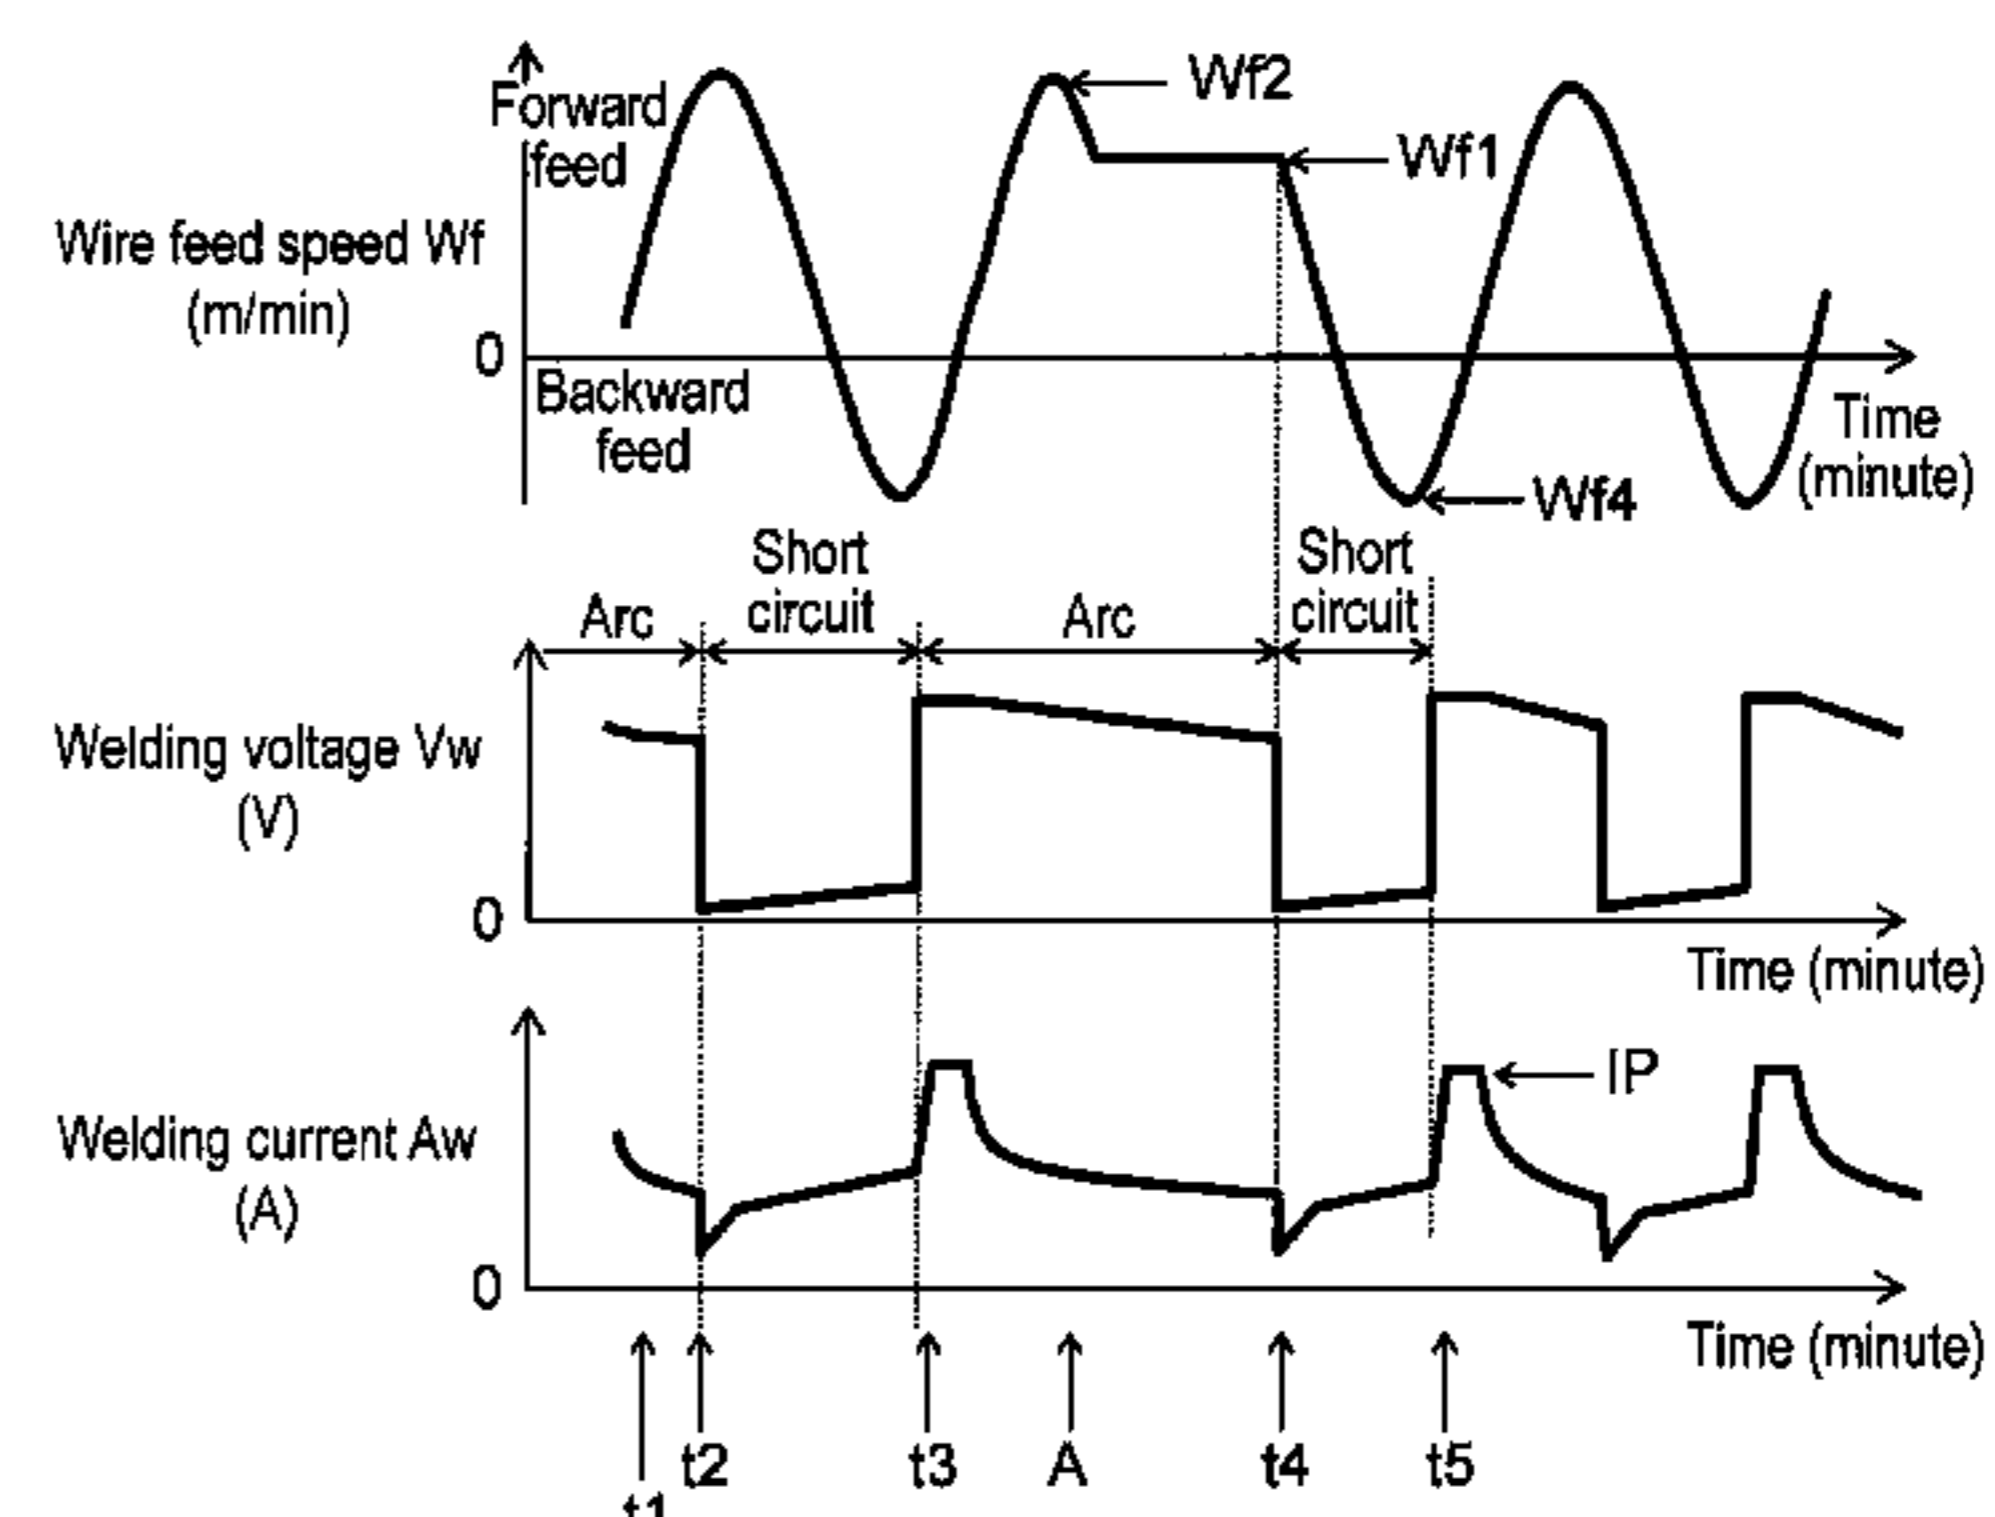 Forward
feed
Wf2
Wf1
Wire feed speed Wf
(m/min)
0
Backward
feed
Time
(minute)
Wf4
Short
circuit
Short
circuit
Arc
Arc
Welding voltage Vw
(V)
0
Time (minute)
IP
Welding current Aw
(A)
0
Time (minute)
t2
t3
A
t4
t5
t1